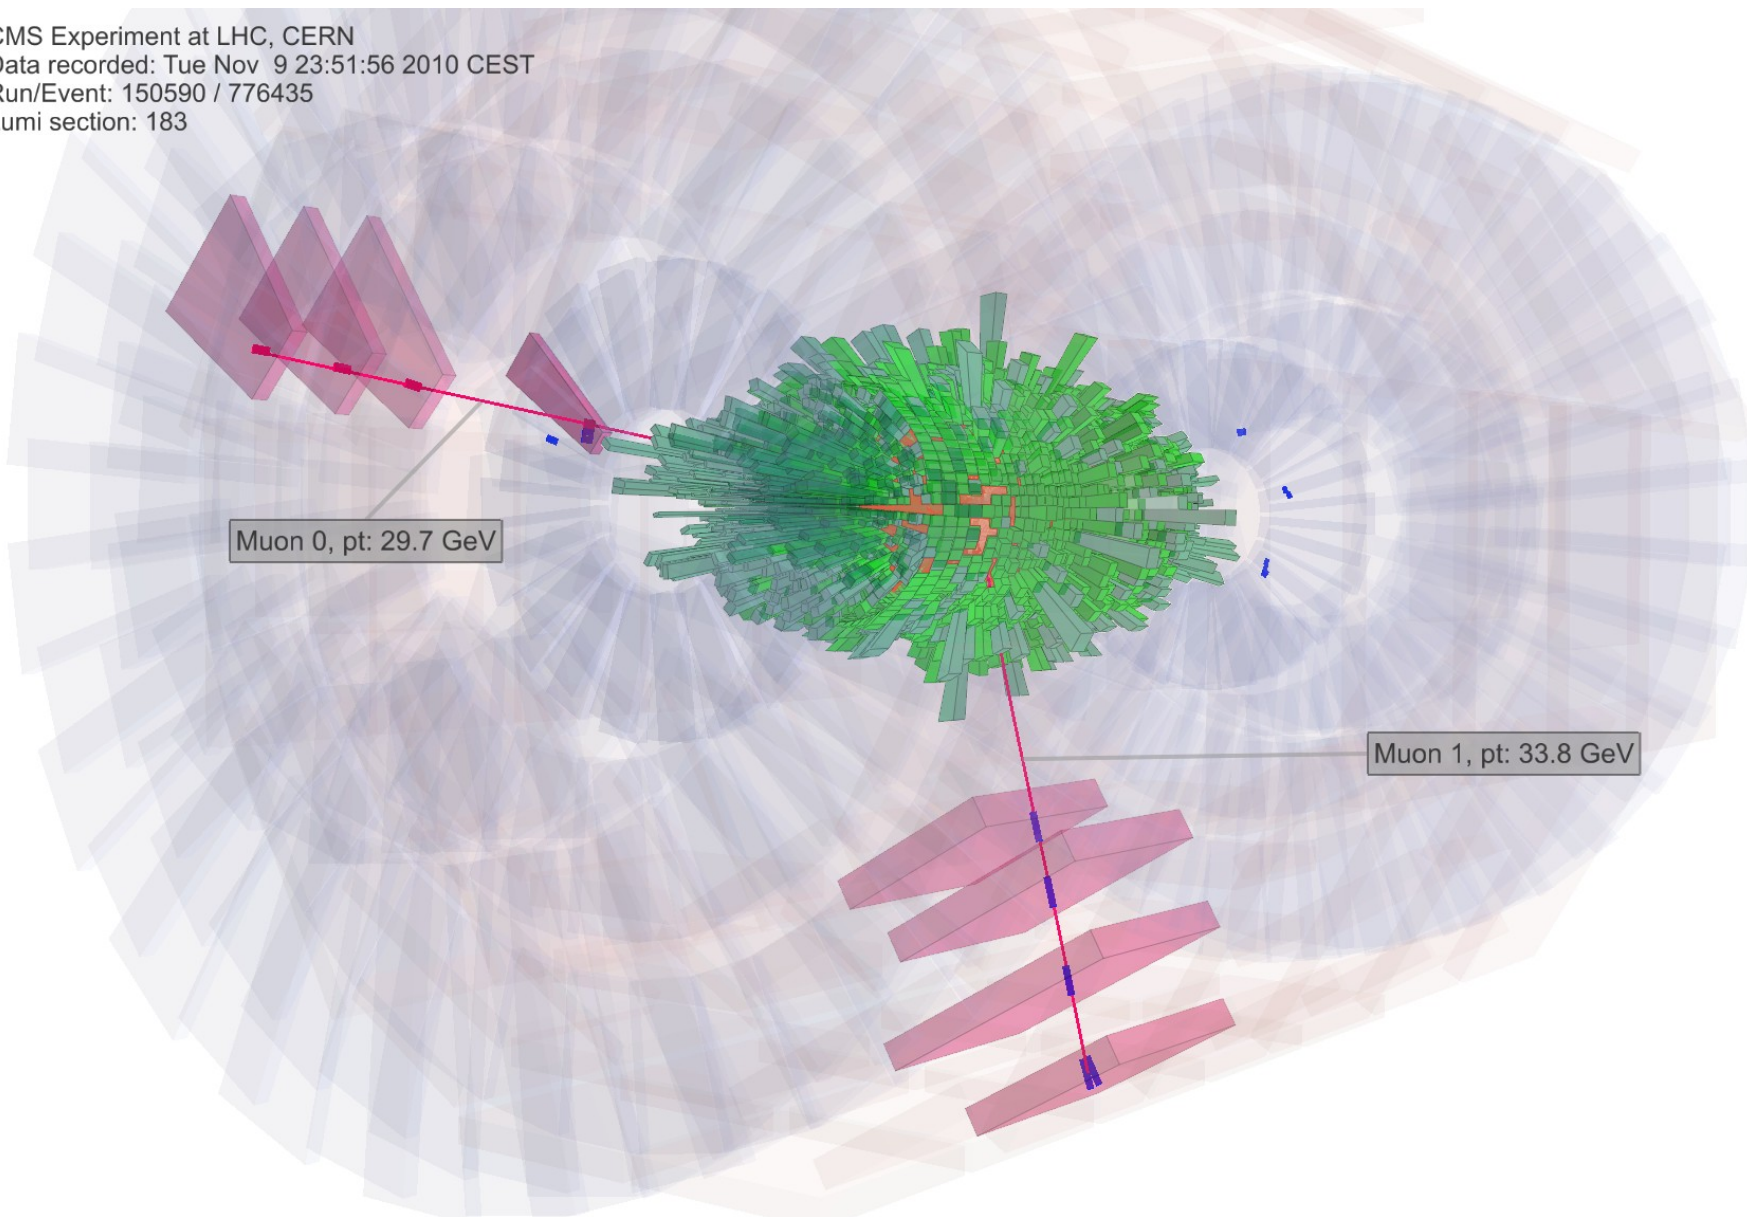 CMS Experiment at LHC, CERN
Data recorded: Tue Nov 9 23:51:56 2010 CEST
Run/Event: 150590 / 776435
Lumi section: 183
Muon 0, pt: 29.7 GeV
Muon 1, pt: 33.8 GeV